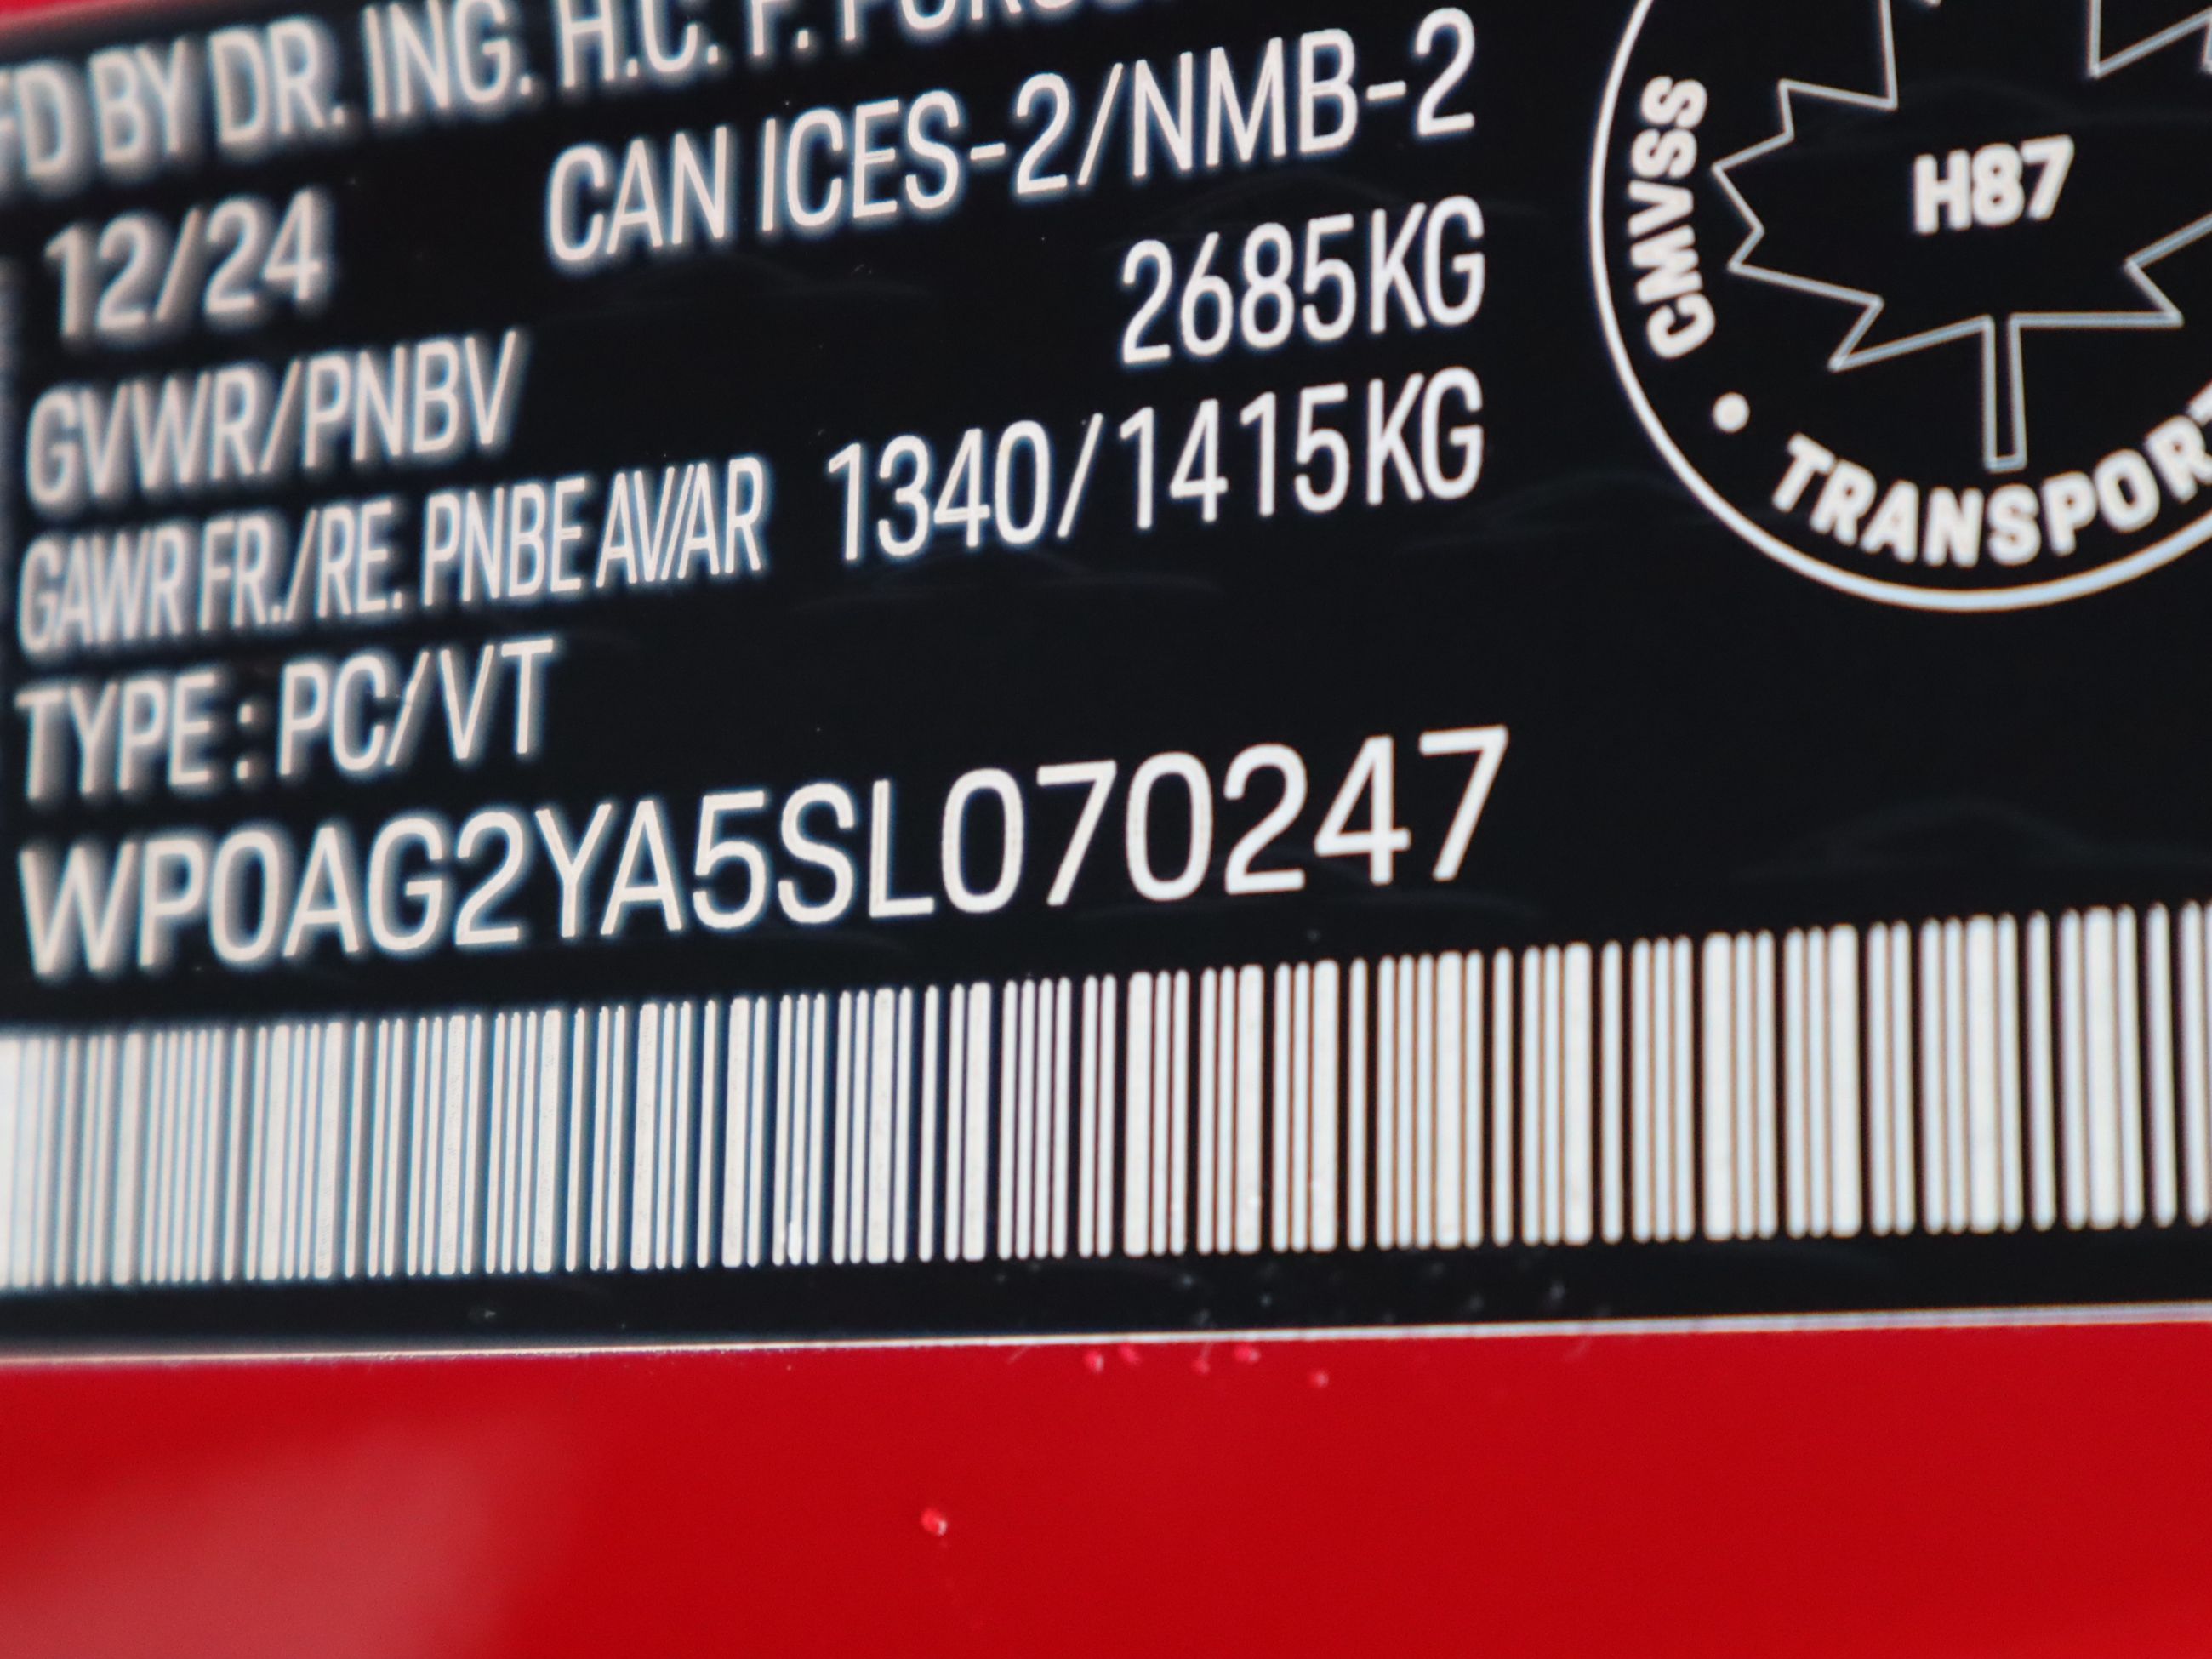 FD BY DR. ING. H.C. F. PORS
12/24 CAN ICES-2/NMB-2
GVWR/PNBV 2685KG
GAWR FR./RE. PNBE AV/AR 1340/1415KG
TYPE : PC/VT
WP0AG2YA5SL070247
CMVSS • TRANSPORT
H87